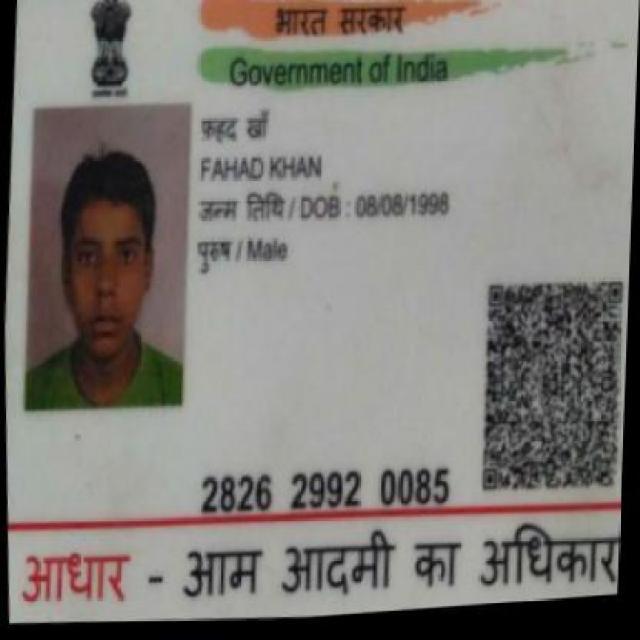 भारत सरकार
Government of India
फ़हद खाँ
FAHAD KHAN
जन्म तिथि / DOB : 08/08/1998
पुरुष / Male
2826 2992 0085
आधार - आम आदमी का अधिकार